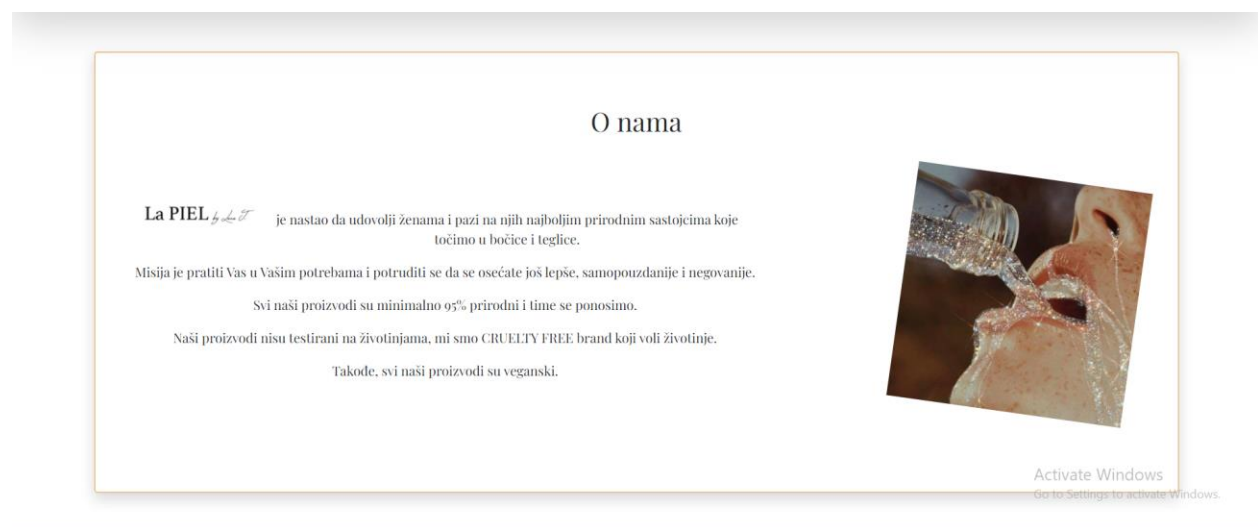 O nama
La PIEL by Lea T je nastao da udovolji ženama i pazi na njih najboljim prirodnim sastojcima koje
točimo u bočice i teglice.
Misija je pratiti Vas u Vašim potrebama i potruditi se da se osećate još lepše, samopouzdanije i negovanije.
Svi naši proizvodi su minimalno 95% prirodni i time se ponosimo.
Naši proizvodi nisu testirani na životinjama, mi smo CRUELTY FREE brand koji voli životinje.
Takođe, svi naši proizvodi su veganski.
Activate Windows
Go to Settings to activate Windows.